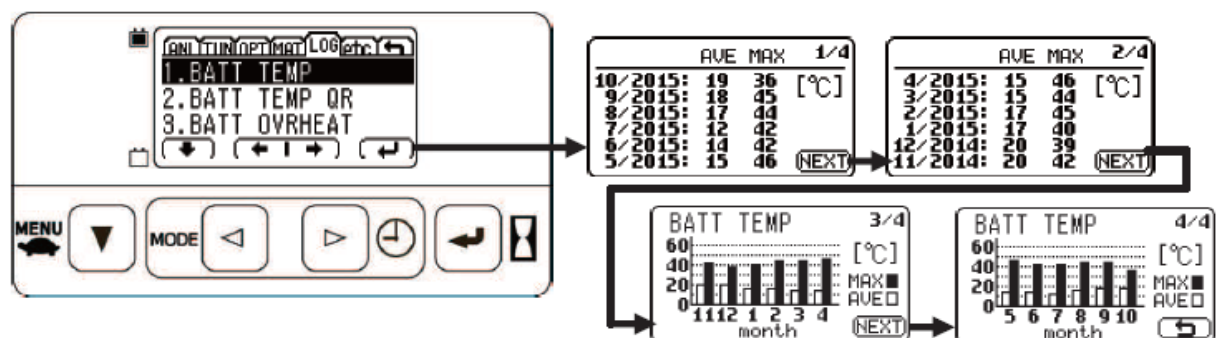 ANL TUN OPT MAT LOG etc
1.BATT TEMP
2.BATT TEMP QR
3.BATT OVRHEAT
MENU
MODE
AVE MAX 1/4
10/2015: 19 36 [°C]
9/2015: 18 45
8/2015: 17 44
7/2015: 12 42
6/2015: 14 42
5/2015: 15 46 NEXT
AVE MAX 2/4
4/2015: 15 46 [°C]
3/2015: 15 44
2/2015: 17 45
1/2015: 17 40
12/2014: 20 39
11/2014: 20 42 NEXT
BATT TEMP 3/4
60 [°C]
40
MAX
20
AVE
0
11 12 1 2 3 4
month
NEXT
BATT TEMP 4/4
60 [°C]
40
MAX
20
AVE
0
5 6 7 8 9 10
month